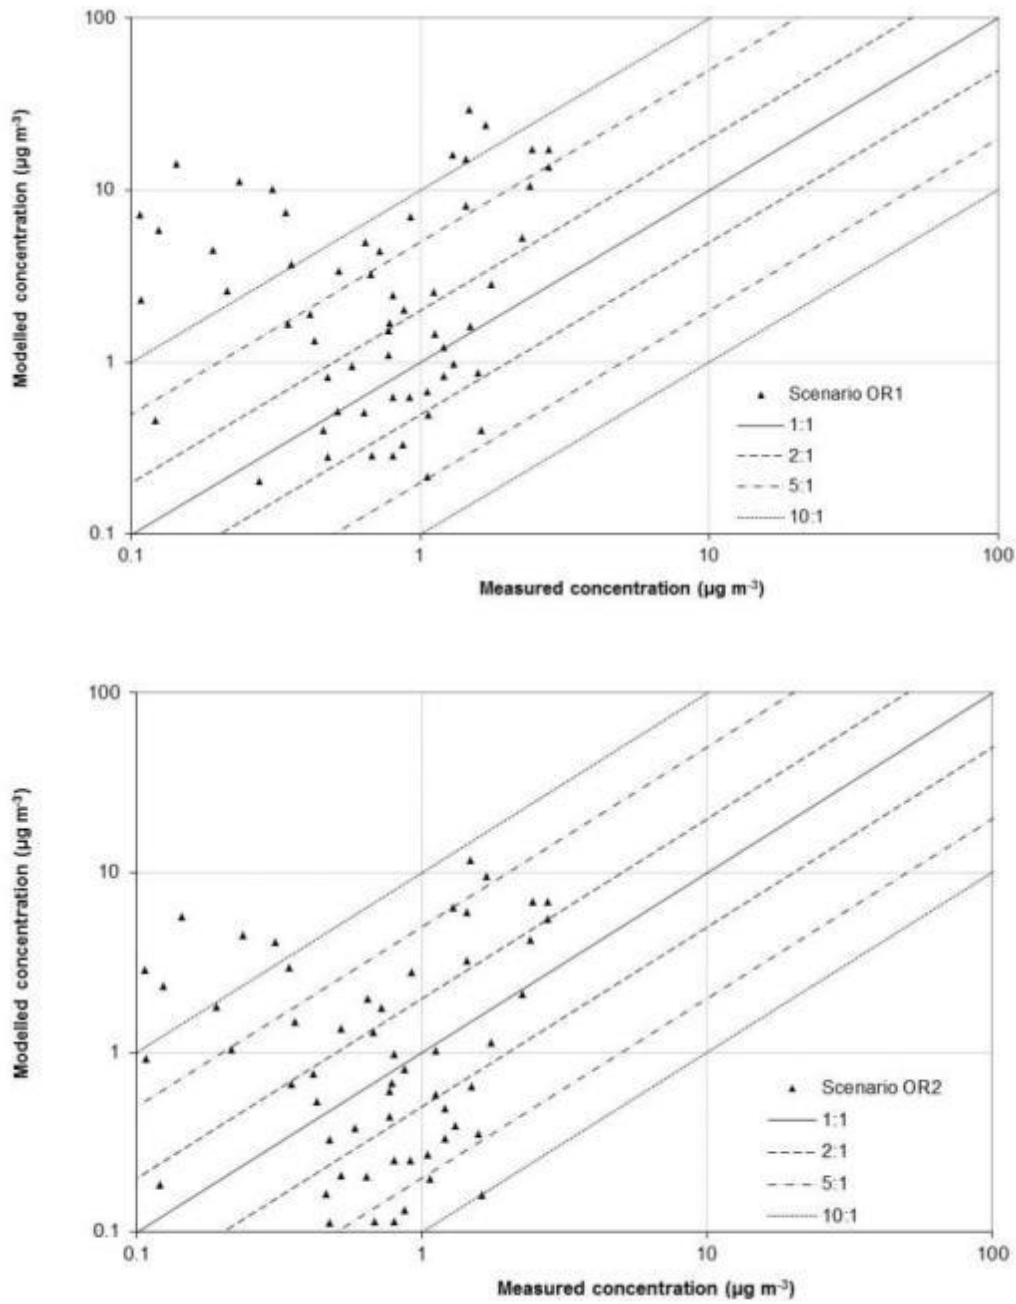 100
10
1
0.1
0.1 1 10 100
Modelled concentration (µg m⁻³)
Measured concentration (µg m⁻³)
Scenario OR1
1:1
2:1
5:1
10:1
100
10
1
0.1
0.1 1 10 100
Modelled concentration (µg m⁻³)
Measured concentration (µg m⁻³)
Scenario OR2
1:1
2:1
5:1
10:1